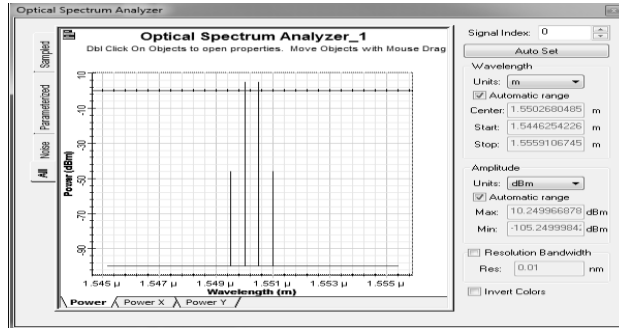 Optical Spectrum Analyzer
Optical Spectrum Analyzer_1
Dbl Click On Objects to open properties. Move Objects with Mouse Drag
Sampled
Parameterized
Noise
All
Power (dBm)
10
-10
-30
-50
-70
-90
1.545 µ
1.547 µ
1.549 µ
1.551 µ
1.553 µ
1.555 µ
Wavelength (m)
Power
Power X
Power Y
Signal Index: 0
Auto Set
Wavelength
Units: m
Automatic range
Center: 1.5502680485 m
Start: 1.5446254226 m
Stop: 1.5559106745 m
Amplitude
Units: dBm
Automatic range
Max: 10.249966878 dBm
Min: -105.24999842 dBm
Resolution Bandwidth
Res: 0.01 nm
Invert Colors